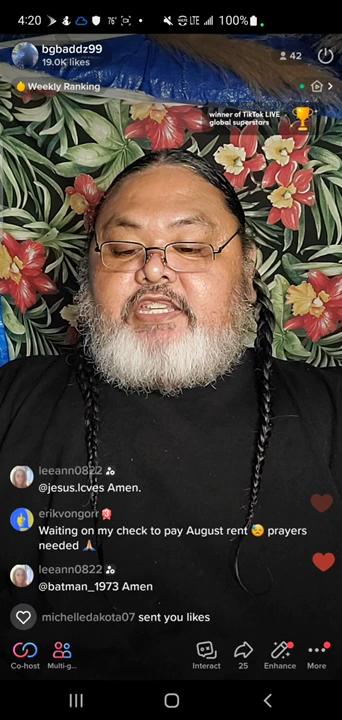 4:20
76°
LTE
100%
bgbaddz99
19.0K likes
42
Weekly Ranking
winner of TikTok LIVE
global superstars
leeann0822
@jesus.lcves Amen.
erikvongorr
Waiting on my check to pay August rent 😓 prayers
needed 🙏
leeann0822
@batman_1973 Amen
michelledakota07 sent you likes
Co-host
Multi-g...
Interact
25
Enhance
More